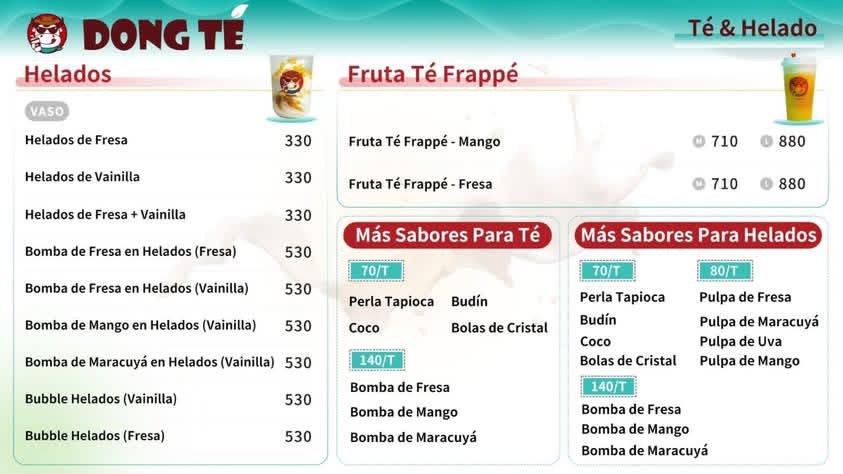 DONG TÉ
Té & Helado
Helados
VASO
Helados de Fresa 330
Helados de Vainilla 330
Helados de Fresa + Vainilla 330
Bomba de Fresa en Helados (Fresa) 530
Bomba de Fresa en Helados (Vainilla) 530
Bomba de Mango en Helados (Vainilla) 530
Bomba de Maracuyá en Helados (Vainilla) 530
Bubble Helados (Vainilla) 530
Bubble Helados (Fresa) 530
Fruta Té Frappé
Fruta Té Frappé - Mango M 710 L 880
Fruta Té Frappé - Fresa M 710 L 880
Más Sabores Para Té
70/T
Perla Tapioca Budín
Coco Bolas de Cristal
140/T
Bomba de Fresa
Bomba de Mango
Bomba de Maracuyá
Más Sabores Para Helados
70/T
Perla Tapioca
Budín
Coco
Bolas de Cristal
80/T
Pulpa de Fresa
Pulpa de Maracuyá
Pulpa de Uva
Pulpa de Mango
140/T
Bomba de Fresa
Bomba de Mango
Bomba de Maracuyá